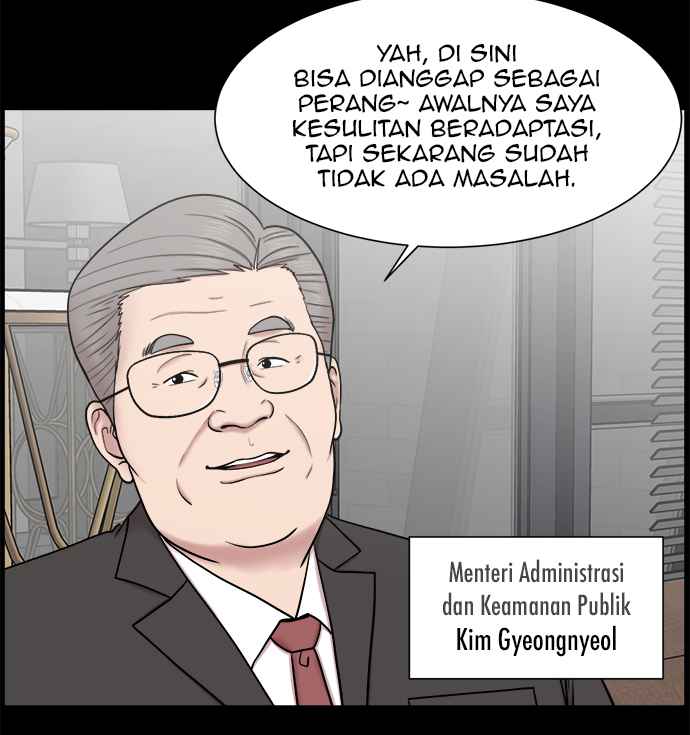 YAH, DI SINI
BISA DIANGGAP SEBAGAI
PERANG~ AWALNYA SAYA
KESULITAN BERADAPTASI,
TAPI SEKARANG SUDAH
TIDAK ADA MASALAH.
Menteri Administrasi
dan Keamanan Publik
Kim Gyeongnyeol